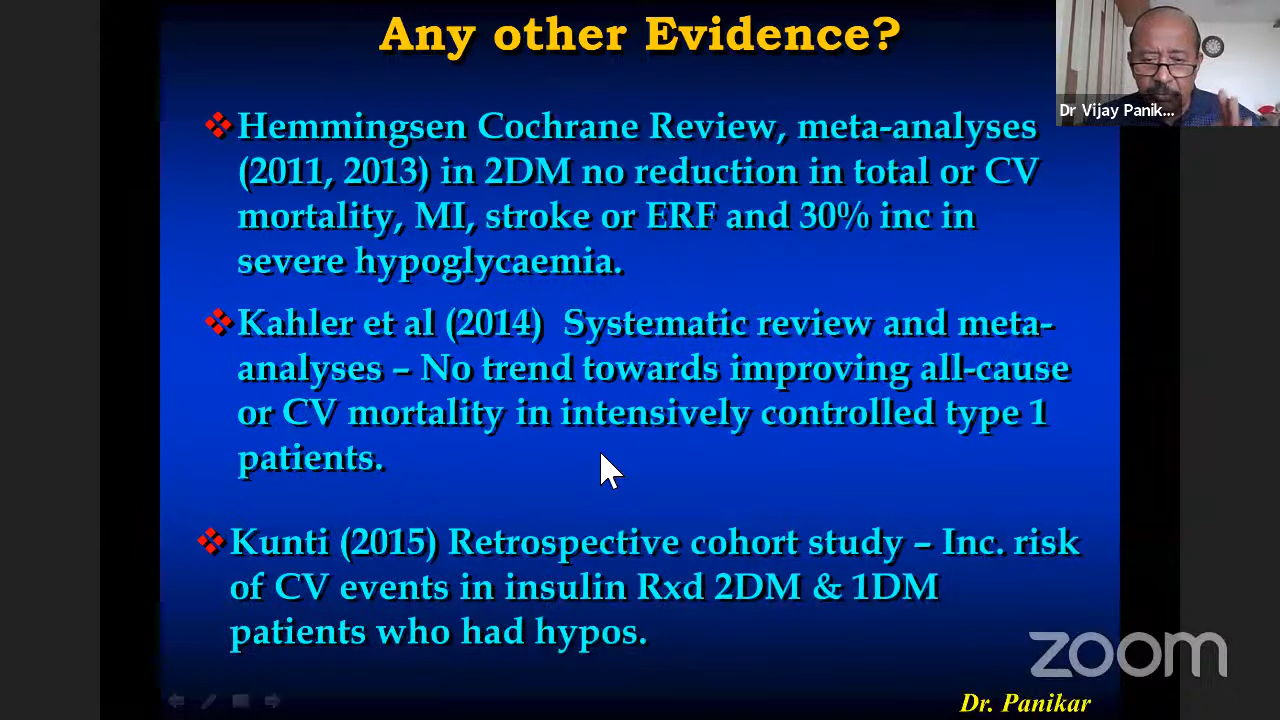 Any other Evidence?
Dr Vijay Panik...
Hemmingsen Cochrane Review, meta-analyses
(2011, 2013) in 2DM no reduction in total or CV
mortality, MI, stroke or ERF and 30% inc in
severe hypoglycaemia.
Kahler et al (2014) Systematic review and meta-
analyses – No trend towards improving all-cause
or CV mortality in intensively controlled type 1
patients.
Kunti (2015) Retrospective cohort study – Inc. risk
of CV events in insulin Rxd 2DM & 1DM
patients who had hypos.
zoom
Dr. Panikar